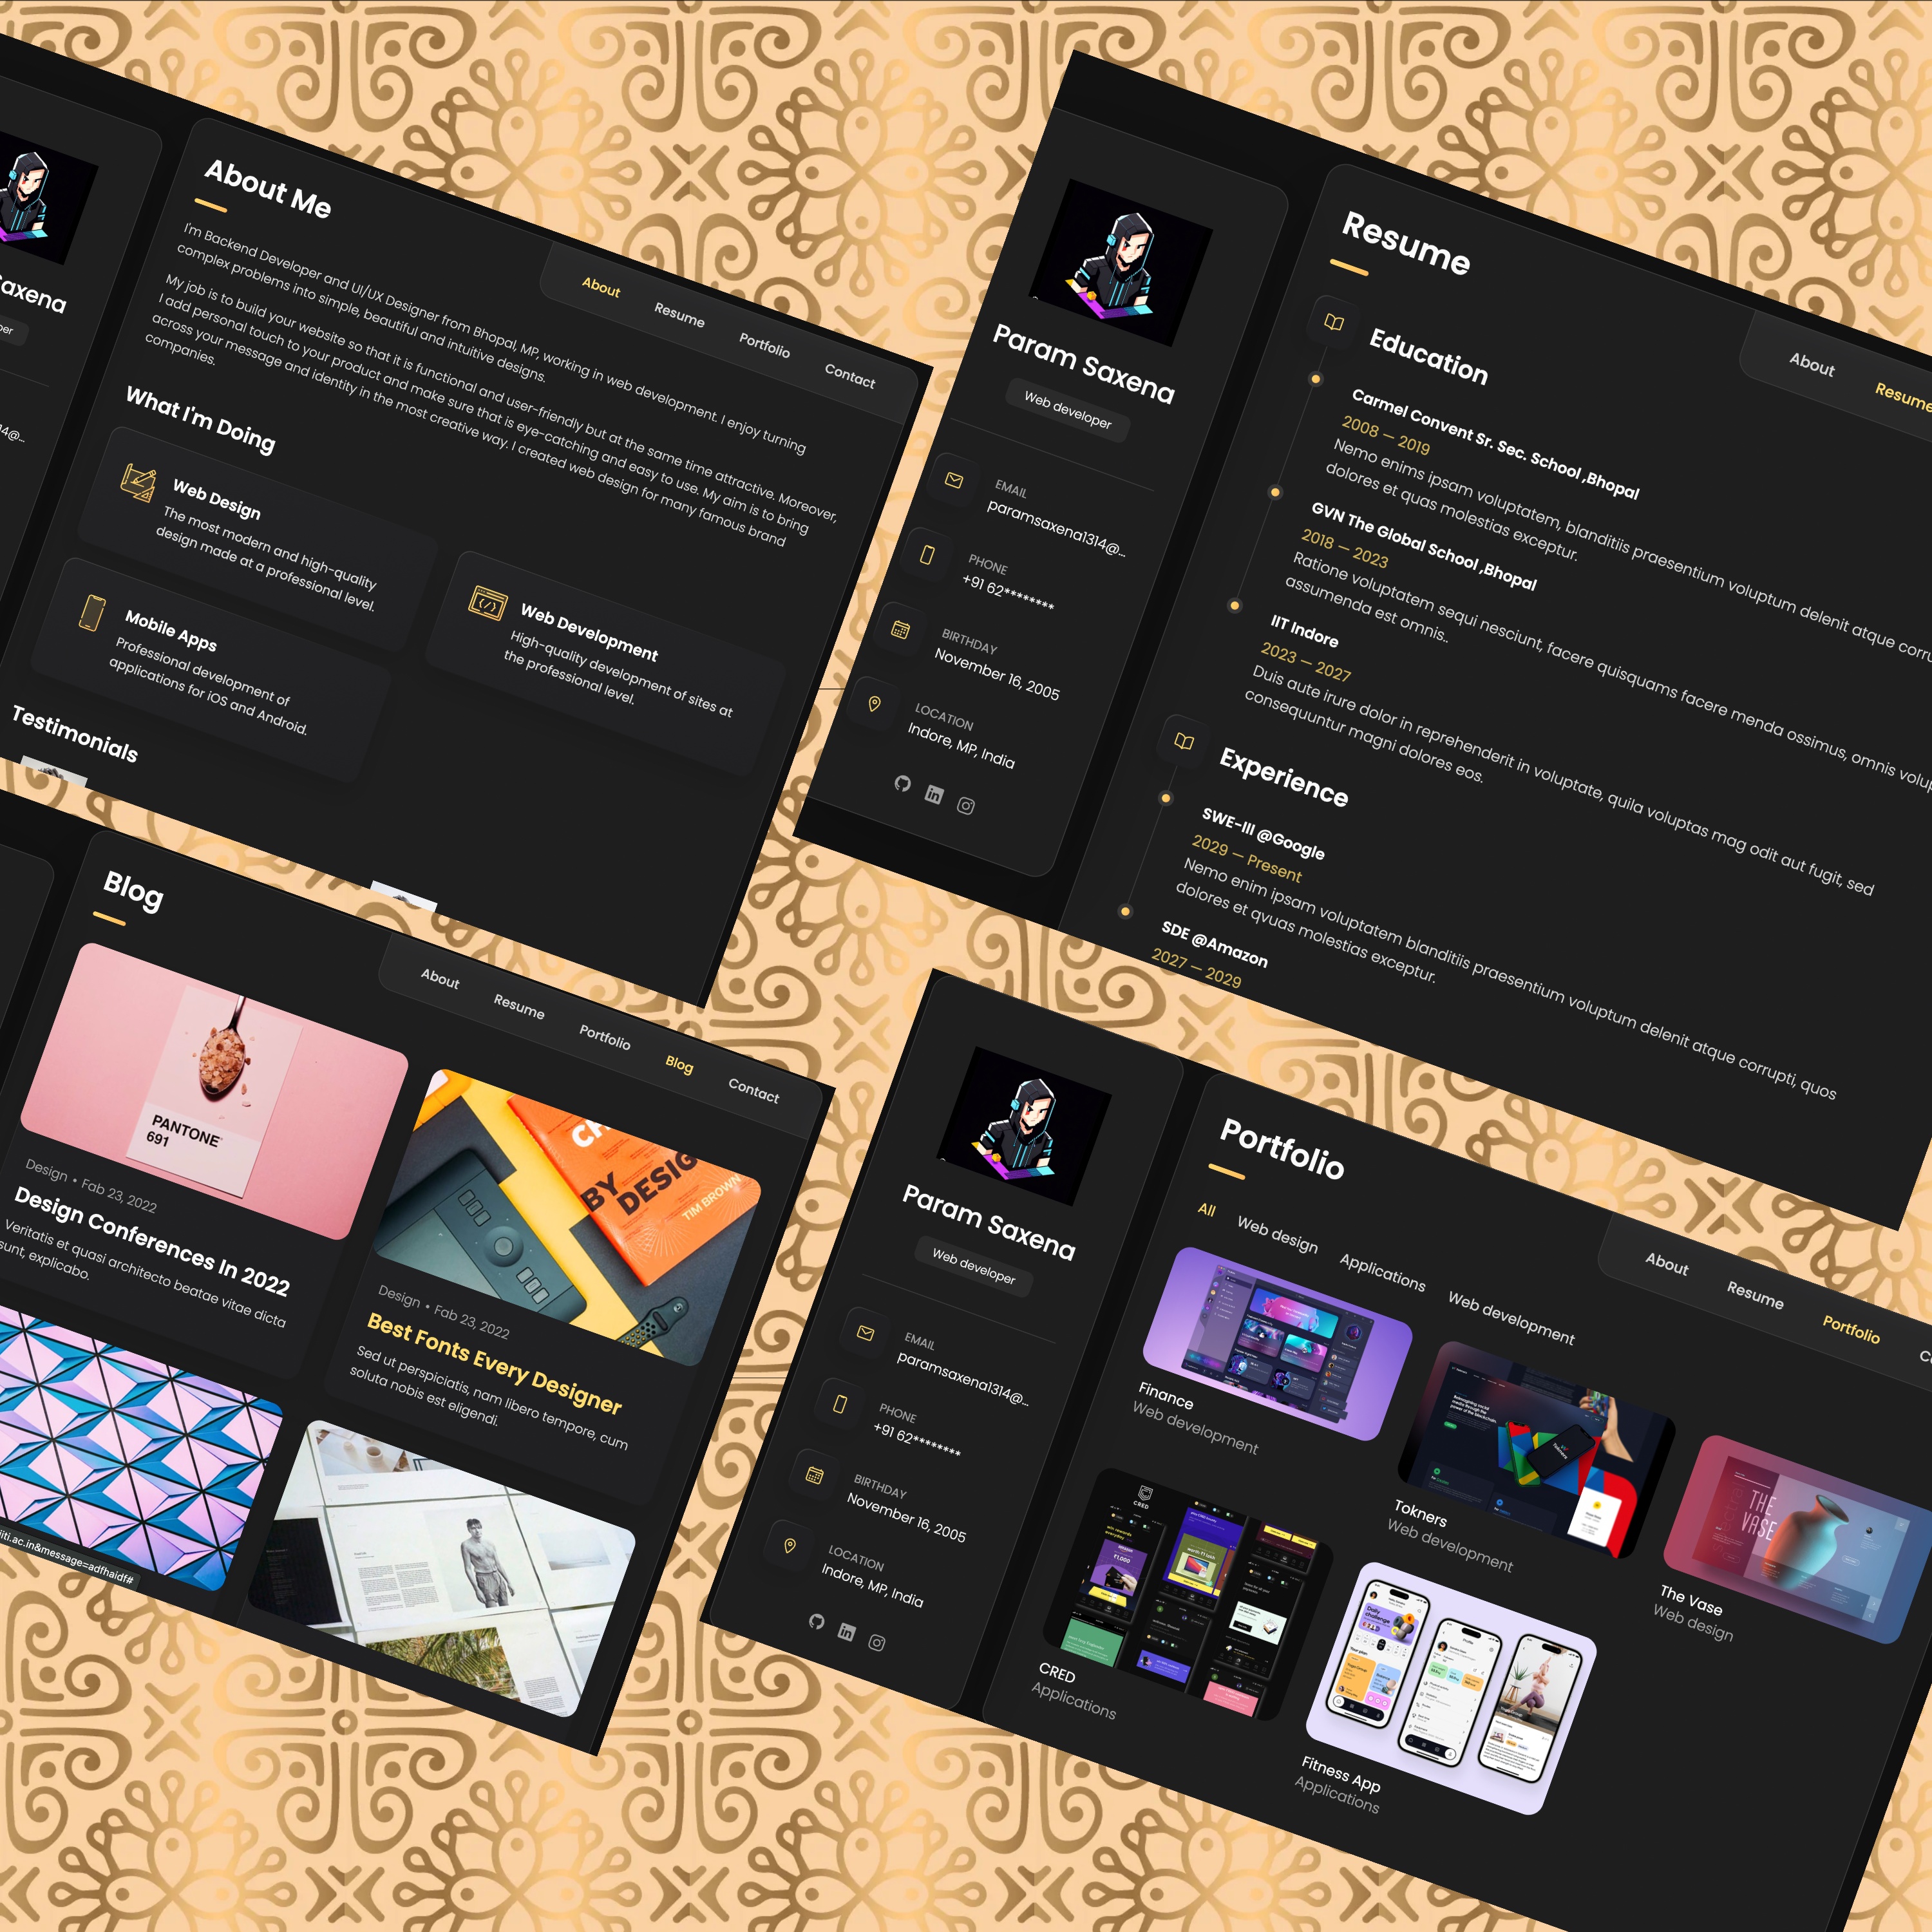 axena
per
14@...
About Me
About
Resume
Portfolio
Contact
I'm Backend Developer and UI/UX Designer from Bhopal, MP, working in web development. I enjoy turning
complex problems into simple, beautiful and intuitive designs.
My job is to build your website so that it is functional and user-friendly but at the same time attractive. Moreover,
I add personal touch to your product and make sure that is eye-catching and easy to use. My aim is to bring
across your message and identity in the most creative way. I created web design for many famous brand
companies.
What I'm Doing
Web Design
The most modern and high-quality
design made at a professional level.
Web Development
High-quality development of sites at
the professional level.
Mobile Apps
Professional development of
applications for iOS and Android.
Testimonials
Param Saxena
Web developer
EMAIL
paramsaxena1314@...
PHONE
+91 62********
BIRTHDAY
November 16, 2005
LOCATION
Indore, MP, India
Resume
About
Resume
Education
Carmel Convent Sr. Sec. School ,Bhopal
2008 — 2019
Nemo enims ipsam voluptatem, blanditiis praesentium voluptum delenit atque corru
dolores et quas molestias exceptur.
GVN The Global School ,Bhopal
2018 — 2023
Ratione voluptatem sequi nesciunt, facere quisquams facere menda ossimus, omnis volup
assumenda est omnis..
IIT Indore
2023 — 2027
Duis aute irure dolor in reprehenderit in voluptate, quila voluptas mag odit aut fugit, sed
consequuntur magni dolores eos.
Experience
SWE-III @Google
2029 — Present
Nemo enim ipsam voluptatem blanditiis praesentium voluptum delenit atque corrupti, quos
dolores et qvuas molestias exceptur.
SDE @Amazon
2027 — 2029
Blog
About
Resume
Portfolio
Blog
Contact
PANTONE
691
Design • Fab 23, 2022
Design Conferences In 2022
Veritatis et quasi architecto beatae vitae dicta
sunt, explicabo.
BY
DESIG
TIM BROWN
Design • Fab 23, 2022
Best Fonts Every Designer
Sed ut perspiciatis, nam libero tempore, cum
soluta nobis est eligendi.
iiti.ac.in&message=adfhaidf#
Param Saxena
Web developer
EMAIL
paramsaxena1314@...
PHONE
+91 62********
BIRTHDAY
November 16, 2005
LOCATION
Indore, MP, India
Portfolio
About
Resume
Portfolio
All
Web design
Applications
Web development
Finance
Web development
Tokners
Web development
THE
VASE
The Vase
Web design
CRED
CRED
Applications
Fitness App
Applications